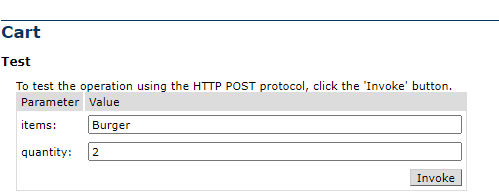 Cart
Test
To test the operation using the HTTP POST protocol, click the 'Invoke' button.
Parameter Value
items: Burger
quantity: 2
Invoke